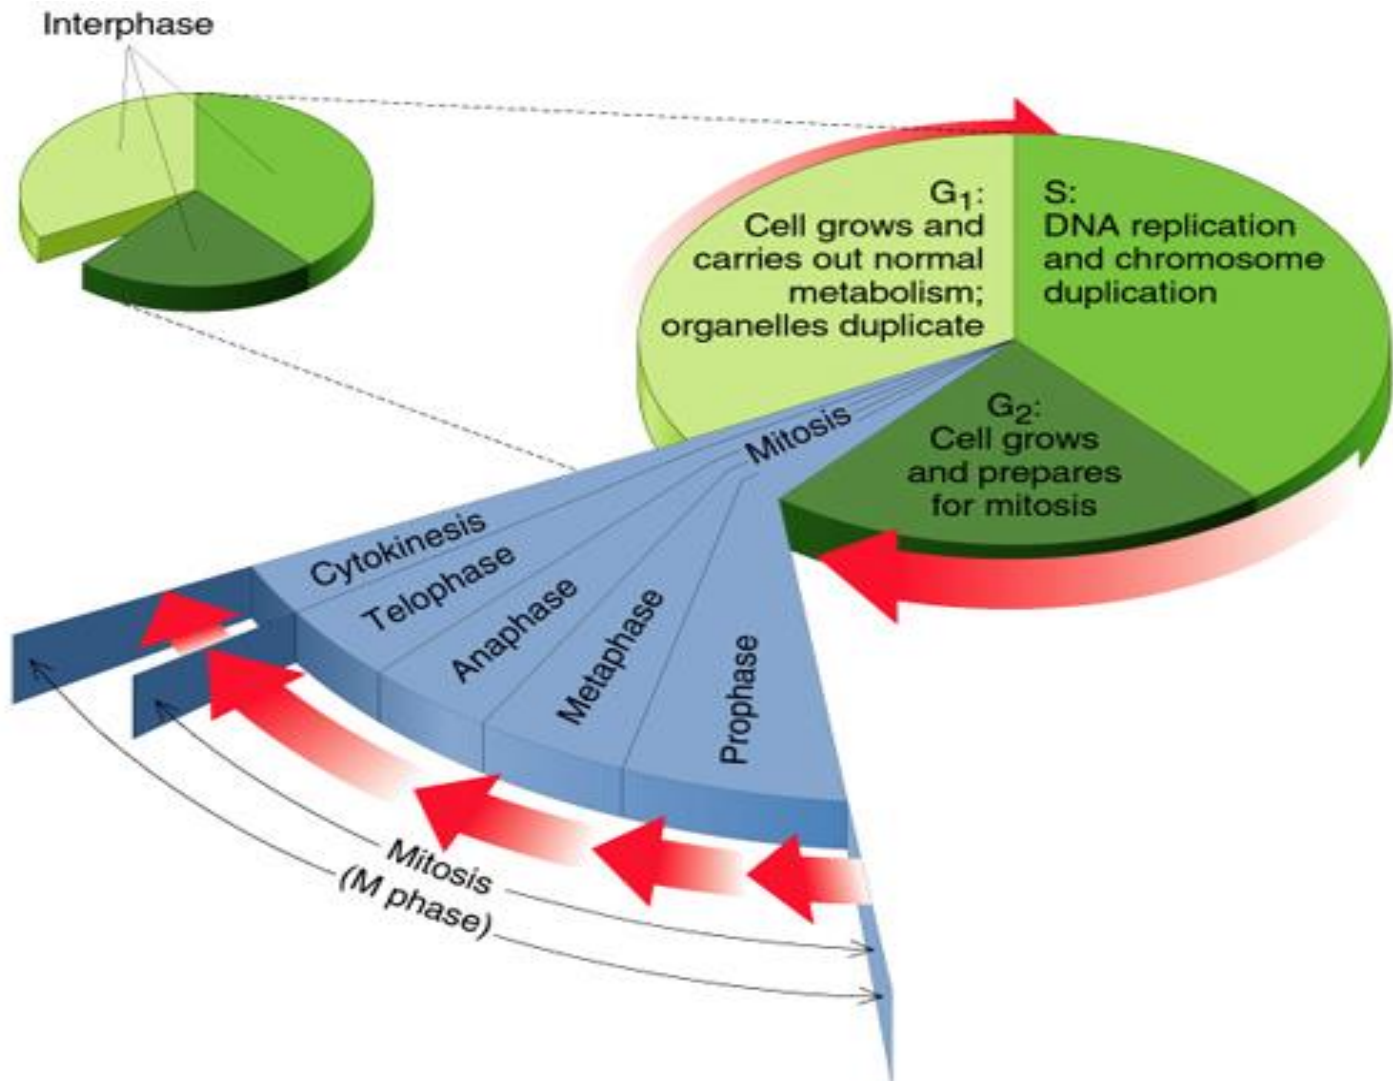 Interphase
G₁:
Cell grows and
carries out normal
metabolism;
organelles duplicate
S:
DNA replication
and chromosome
duplication
G₂:
Cell grows
and prepares
for mitosis
Mitosis
Cytokinesis
Telophase
Anaphase
Metaphase
Prophase
Mitosis
(M phase)